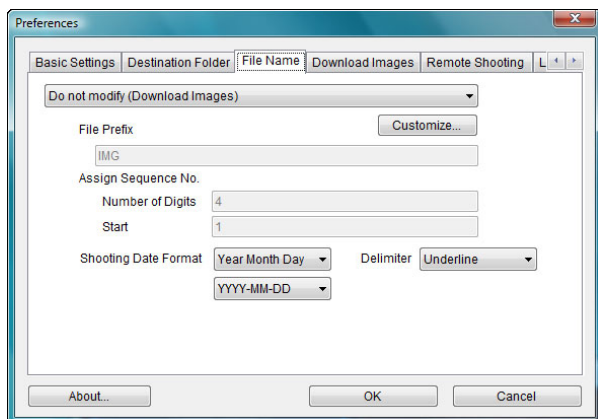 Preferences
Basic Settings Destination Folder File Name Download Images Remote Shooting L
Do not modify (Download Images)
File Prefix Customize...
IMG
Assign Sequence No.
Number of Digits 4
Start 1
Shooting Date Format Year Month Day Delimiter Underline
YYYY-MM-DD
About... OK Cancel